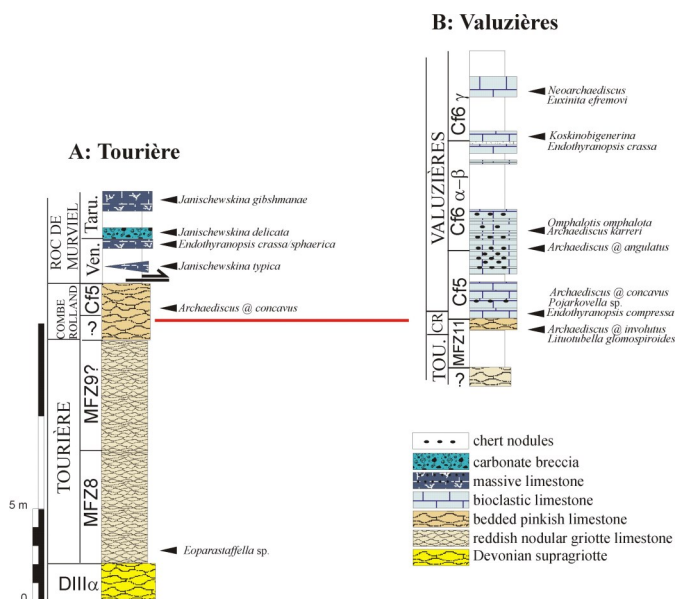 A: Tourière
ROC DE
MURVIEL
Taru.
Ven.
COMBE
ROLLAND
Cf5
?
TOURIÈRE
MFZ9?
MFZ8
DIIIα
5 m
0
Janischewskina gibshmanae
Janischewskina delicata
Endothyranopsis crassa/sphaerica
Janischewskina typica
Archaediscus @ concavus
Eoparastaffella sp.
B: Valuzières
VALUZIÈRES
CR
TOU.
Cf6 γ
Cf6 α-β
Cf5
MFZ11
?
Neoarchaediscus
Euxinita efremovi
Koskinobigenerina
Endothyranopsis crassa
Omphalotis omphalota
Archaediscus karreri
Archaediscus @ angulatus
Archaediscus @ concavus
Pojarkovella sp.
Endothyranopsis compressa
Archaediscus @ involutus
Lituotubella glomospiroides
chert nodules
carbonate breccia
massive limestone
bioclastic limestone
bedded pinkish limestone
reddish nodular griotte limestone
Devonian supragriotte